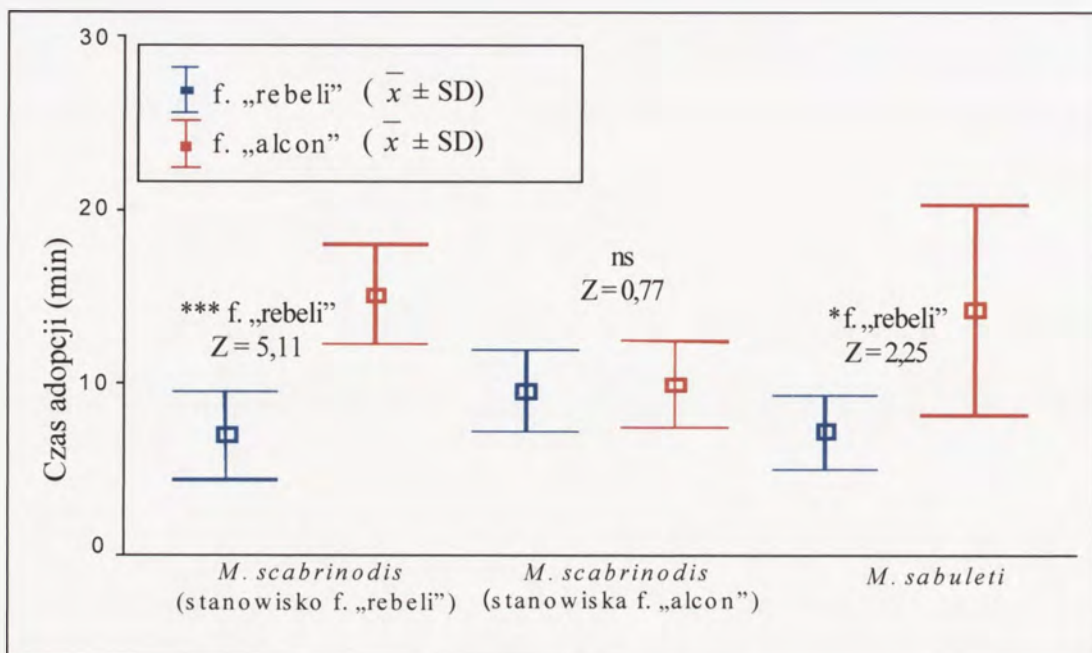 30
f. „rebeli” ( x̄ ± SD)
f. „alcon” ( x̄ ± SD)
20
Czas adopcji (min)
ns
Z=0,77
*** f. „rebeli”
Z = 5,11
*f. „rebeli”
Z=2,25
10
0
M. scabrinodis
(stanowisko f. „rebeli”)
M. scabrinodis
(stanowiska f. „alcon”)
M. sabuleti